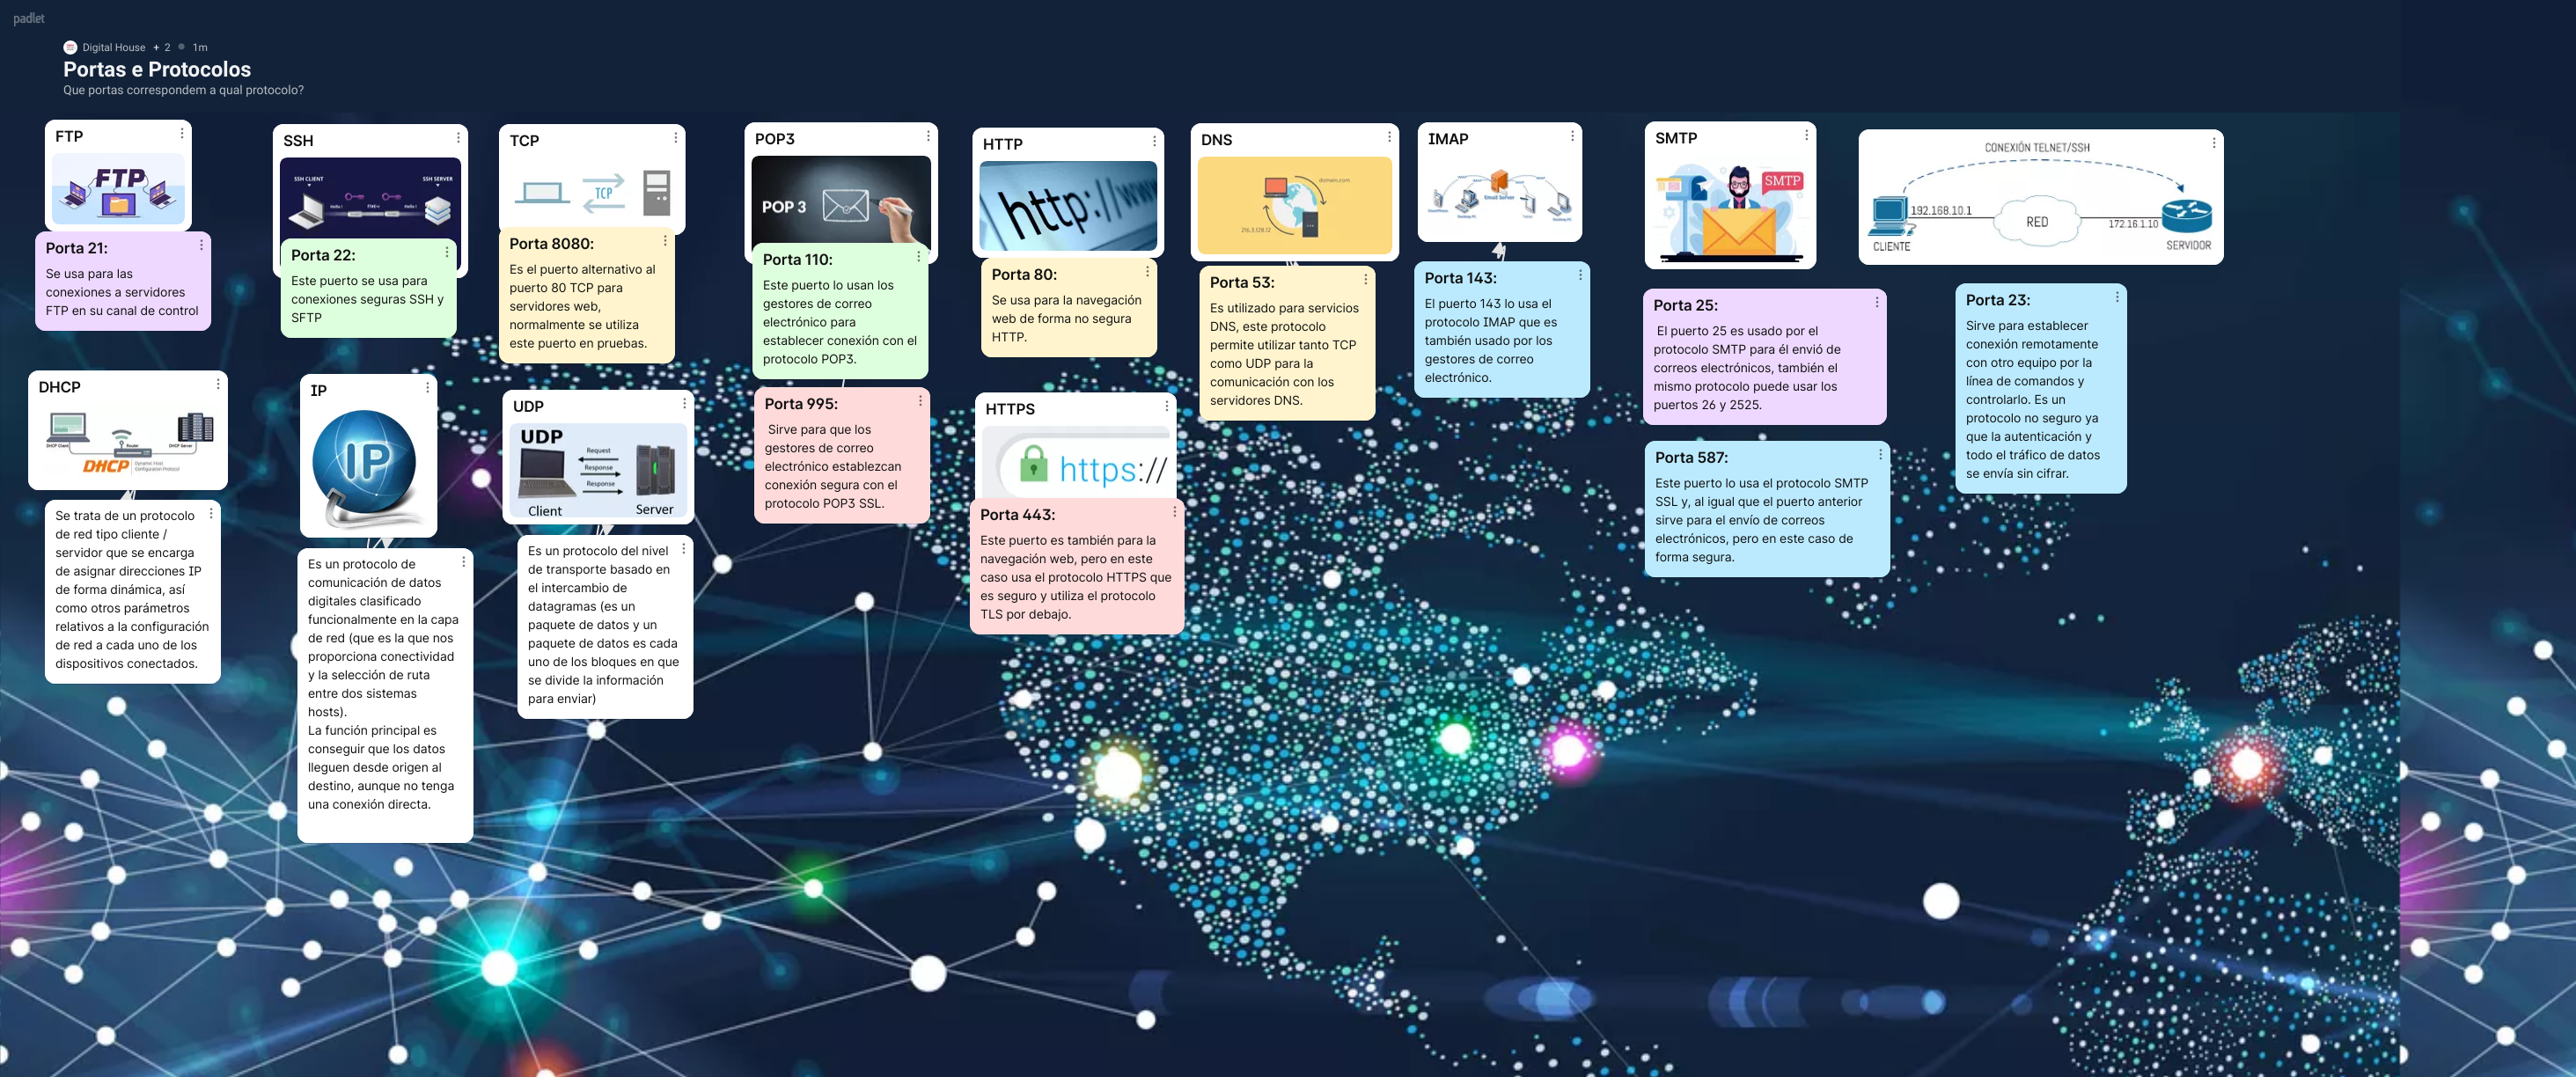 padlet
Digital House + 2 1m
Portas e Protocolos
Que portas correspondem a qual protocolo?
FTP
FTP
Porta 21:
Se usa para las
conexiones a servidores
FTP en su canal de control
SSH
SSH CLIENT
SSH SERVER
Porta 22:
Este puerto se usa para
conexiones seguras SSH y
SFTP
TCP
TCP
Porta 8080:
Es el puerto alternativo al
puerto 80 TCP para
servidores web,
normalmente se utiliza
este puerto en pruebas.
POP3
POP 3
Porta 110:
Este puerto lo usan los
gestores de correo
electrónico para
establecer conexión con el
protocolo POP3.
Porta 995:
Sirve para que los
gestores de correo
electrónico establezcan
conexión segura con el
protocolo POP3 SSL.
HTTP
http://www
Porta 80:
Se usa para la navegación
web de forma no segura
HTTP.
DNS
domain.com
216.3.128.12
Porta 53:
Es utilizado para servicios
DNS, este protocolo
permite utilizar tanto TCP
como UDP para la
comunicación con los
servidores DNS.
IMAP
Email Server
Porta 143:
El puerto 143 lo usa el
protocolo IMAP que es
también usado por los
gestores de correo
electrónico.
SMTP
SMTP
Porta 25:
El puerto 25 es usado por el
protocolo SMTP para él envió de
correos electrónicos, también el
mismo protocolo puede usar los
puertos 26 y 2525.
Porta 587:
Este puerto lo usa el protocolo SMTP
SSL y, al igual que el puerto anterior
sirve para el envío de correos
electrónicos, pero en este caso de
forma segura.
CONEXIÓN TELNET/SSH
192.168.10.1
RED
172.16.1.10
CLIENTE
SERVIDOR
Porta 23:
Sirve para establecer
conexión remotamente
con otro equipo por la
línea de comandos y
controlarlo. Es un
protocolo no seguro ya
que la autenticación y
todo el tráfico de datos
se envía sin cifrar.
DHCP
DHCP Client
Router
DHCP Server
DHCP
Dynamic Host
Configuration Protocol
Se trata de un protocolo
de red tipo cliente /
servidor que se encarga
de asignar direcciones IP
de forma dinámica, así
como otros parámetros
relativos a la configuración
de red a cada uno de los
dispositivos conectados.
IP
IP
Es un protocolo de
comunicación de datos
digitales clasificado
funcionalmente en la capa
de red (que es la que nos
proporciona conectividad
y la selección de ruta
entre dos sistemas
hosts).
La función principal es
conseguir que los datos
lleguen desde origen al
destino, aunque no tenga
una conexión directa.
UDP
UDP
Request
Response
Response
Client
Server
Es un protocolo del nivel
de transporte basado en
el intercambio de
datagramas (es un
paquete de datos y un
paquete de datos es cada
uno de los bloques en que
se divide la información
para enviar)
HTTPS
https://
Porta 443:
Este puerto es también para la
navegación web, pero en este
caso usa el protocolo HTTPS que
es seguro y utiliza el protocolo
TLS por debajo.